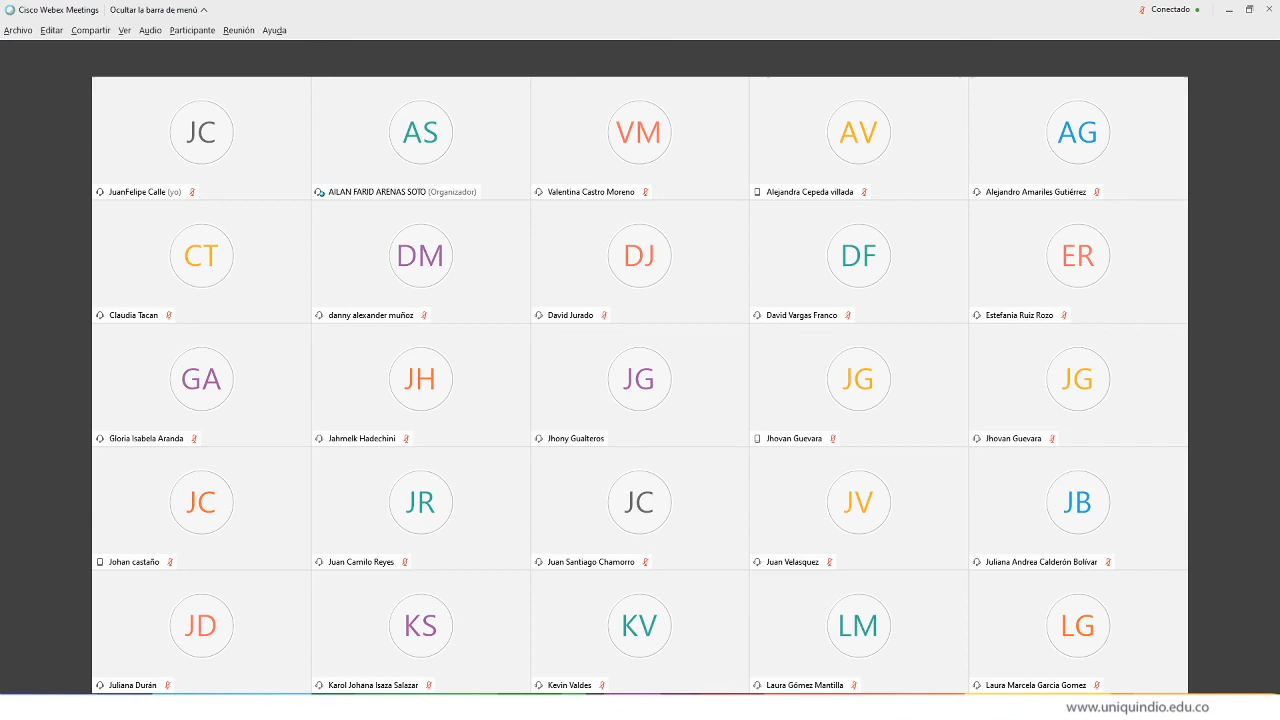 Cisco Webex Meetings Ocultar la barra de menú Conectado
Archivo Editar Compartir Ver Audio Participante Reunión Ayuda
JC AS VM AV AG
JuanFelipe Calle (yo) AILAN FARID ARENAS SOTO (Organizador) Valentina Castro Moreno Alejandra Cepeda villada Alejandro Amariles Gutiérrez
CT DM DJ DF ER
Claudia Tacan danny alexander muñoz David Jurado David Vargas Franco Estefania Ruiz Rozo
GA JH JG JG JG
Gloria Isabela Aranda Jahmelk Hadechini Jhony Gualteros Jhovan Guevara Jhovan Guevara
JC JR JC JV JB
Johan castaño Juan Camilo Reyes Juan Santiago Chamorro Juan Velasquez Juliana Andrea Calderón Bolívar
JD KS KV LM LG
Juliana Durán Karol Johana Isaza Salazar Kevin Valdes Laura Gómez Mantilla Laura Marcela Garcia Gomez
www.uniquindio.edu.co